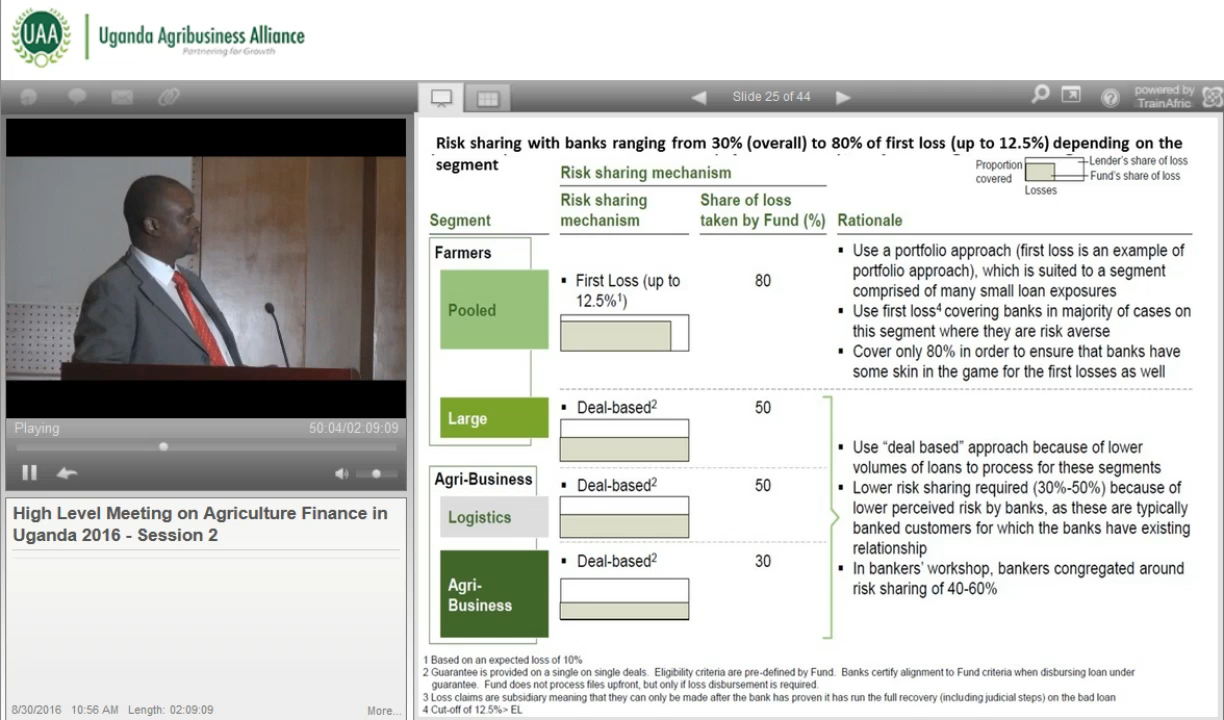 UAA
Uganda Agribusiness Alliance
Partnering for Growth
Slide 25 of 44
powered by
TrainAfric
Playing
50:04/02:09:09
High Level Meeting on Agriculture Finance in
Uganda 2016 - Session 2
8/30/2016 10:56 AM Length: 02:09:09
More...
Risk sharing with banks ranging from 30% (overall) to 80% of first loss (up to 12.5%) depending on the
segment
Proportion
covered
Lender's share of loss
Fund's share of loss
Losses
Risk sharing mechanism
Segment
Risk sharing
mechanism
Share of loss
taken by Fund (%)
Rationale
Farmers
Pooled
▪ First Loss (up to
12.5%¹)
80
▪ Use a portfolio approach (first loss is an example of
portfolio approach), which is suited to a segment
comprised of many small loan exposures
▪ Use first loss⁴ covering banks in majority of cases on
this segment where they are risk averse
▪ Cover only 80% in order to ensure that banks have
some skin in the game for the first losses as well
Large
▪ Deal-based²
50
Agri-Business
Logistics
▪ Deal-based²
50
Agri-
Business
▪ Deal-based²
30
▪ Use “deal based” approach because of lower
volumes of loans to process for these segments
▪ Lower risk sharing required (30%-50%) because of
lower perceived risk by banks, as these are typically
banked customers for which the banks have existing
relationship
▪ In bankers’ workshop, bankers congregated around
risk sharing of 40-60%
1 Based on an expected loss of 10%
2 Guarantee is provided on a single on single deals. Eligibility criteria are pre-defined by Fund. Banks certify alignment to Fund criteria when disbursing loan under
guarantee. Fund does not process files upfront, but only if loss disbursement is required.
3 Loss claims are subsidiary meaning that they can only be made after the bank has proven it has run the full recovery (including judicial steps) on the bad loan
4 Cut-off of 12.5%> EL